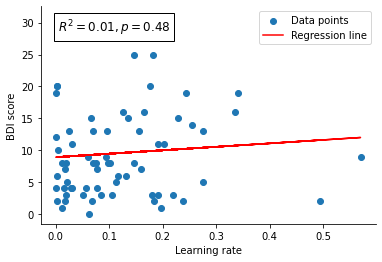 R² = 0.01, p = 0.48
Data points
Regression line
30
25
20
15
10
5
0
BDI score
0.0 0.1 0.2 0.3 0.4 0.5
Learning rate